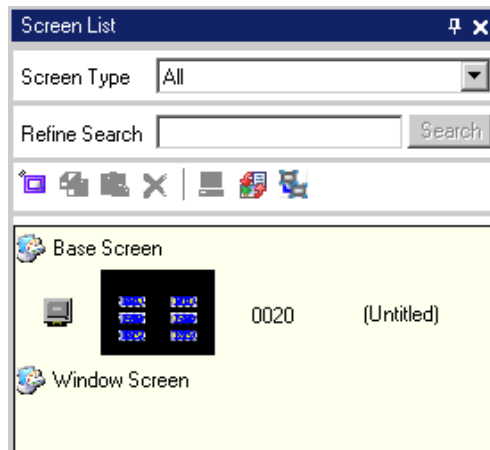 Screen List
Screen Type All
Refine Search Search
Base Screen
0020 (Untitled)
Window Screen